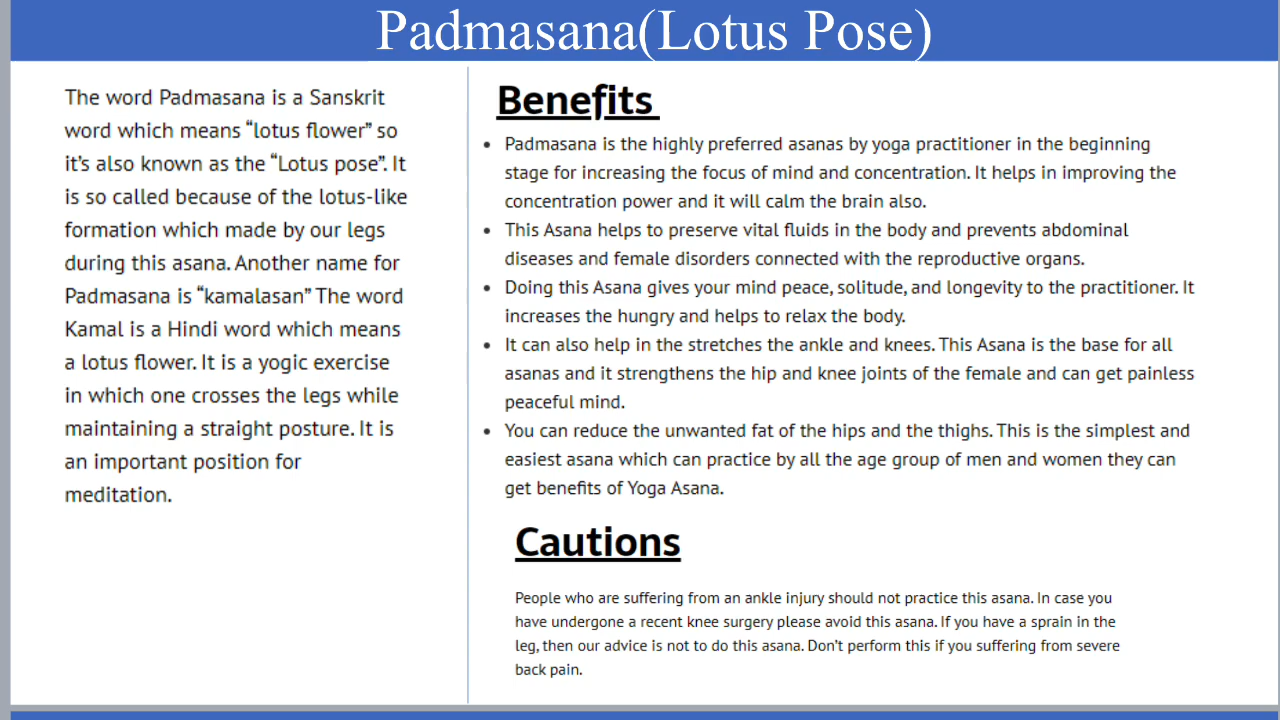 Padmasana(Lotus Pose)
The word Padmasana is a Sanskrit
word which means “lotus flower” so
it’s also known as the “Lotus pose”. It
is so called because of the lotus-like
formation which made by our legs
during this asana. Another name for
Padmasana is “kamalasan” The word
Kamal is a Hindi word which means
a lotus flower. It is a yogic exercise
in which one crosses the legs while
maintaining a straight posture. It is
an important position for
meditation.
Benefits
• Padmasana is the highly preferred asanas by yoga practitioner in the beginning
stage for increasing the focus of mind and concentration. It helps in improving the
concentration power and it will calm the brain also.
• This Asana helps to preserve vital fluids in the body and prevents abdominal
diseases and female disorders connected with the reproductive organs.
• Doing this Asana gives your mind peace, solitude, and longevity to the practitioner. It
increases the hungry and helps to relax the body.
• It can also help in the stretches the ankle and knees. This Asana is the base for all
asanas and it strengthens the hip and knee joints of the female and can get painless
peaceful mind.
• You can reduce the unwanted fat of the hips and the thighs. This is the simplest and
easiest asana which can practice by all the age group of men and women they can
get benefits of Yoga Asana.
Cautions
People who are suffering from an ankle injury should not practice this asana. In case you
have undergone a recent knee surgery please avoid this asana. If you have a sprain in the
leg, then our advice is not to do this asana. Don’t perform this if you suffering from severe
back pain.